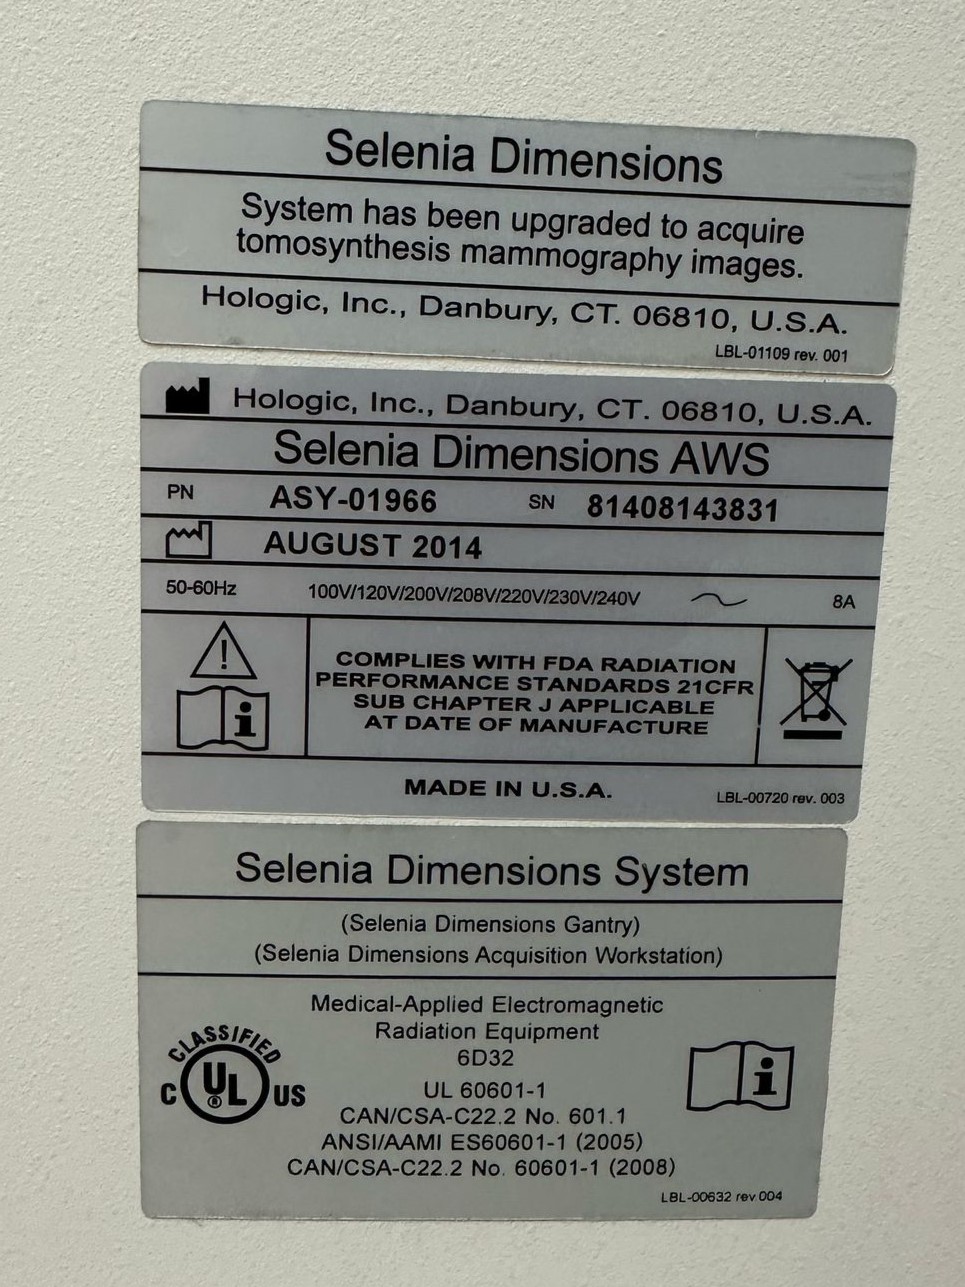 Selenia Dimensions
System has been upgraded to acquire
tomosynthesis mammography images.
Hologic, Inc., Danbury, CT. 06810, U.S.A.
LBL-01109 rev. 001
Hologic, Inc., Danbury, CT. 06810, U.S.A.
Selenia Dimensions AWS
PN ASY-01966 SN 81408143831
AUGUST 2014
50-60Hz 100V/120V/200V/208V/220V/230V/240V 8A
COMPLIES WITH FDA RADIATION
PERFORMANCE STANDARDS 21CFR
SUB CHAPTER J APPLICABLE
AT DATE OF MANUFACTURE
MADE IN U.S.A.
LBL-00720 rev. 003
Selenia Dimensions System
(Selenia Dimensions Gantry)
(Selenia Dimensions Acquisition Workstation)
Medical-Applied Electromagnetic
Radiation Equipment
6D32
UL 60601-1
CAN/CSA-C22.2 No. 601.1
ANSI/AAMI ES60601-1 (2005)
CAN/CSA-C22.2 No. 60601-1 (2008)
CLASSIFIED
C UL® US
LBL-00632 rev 004